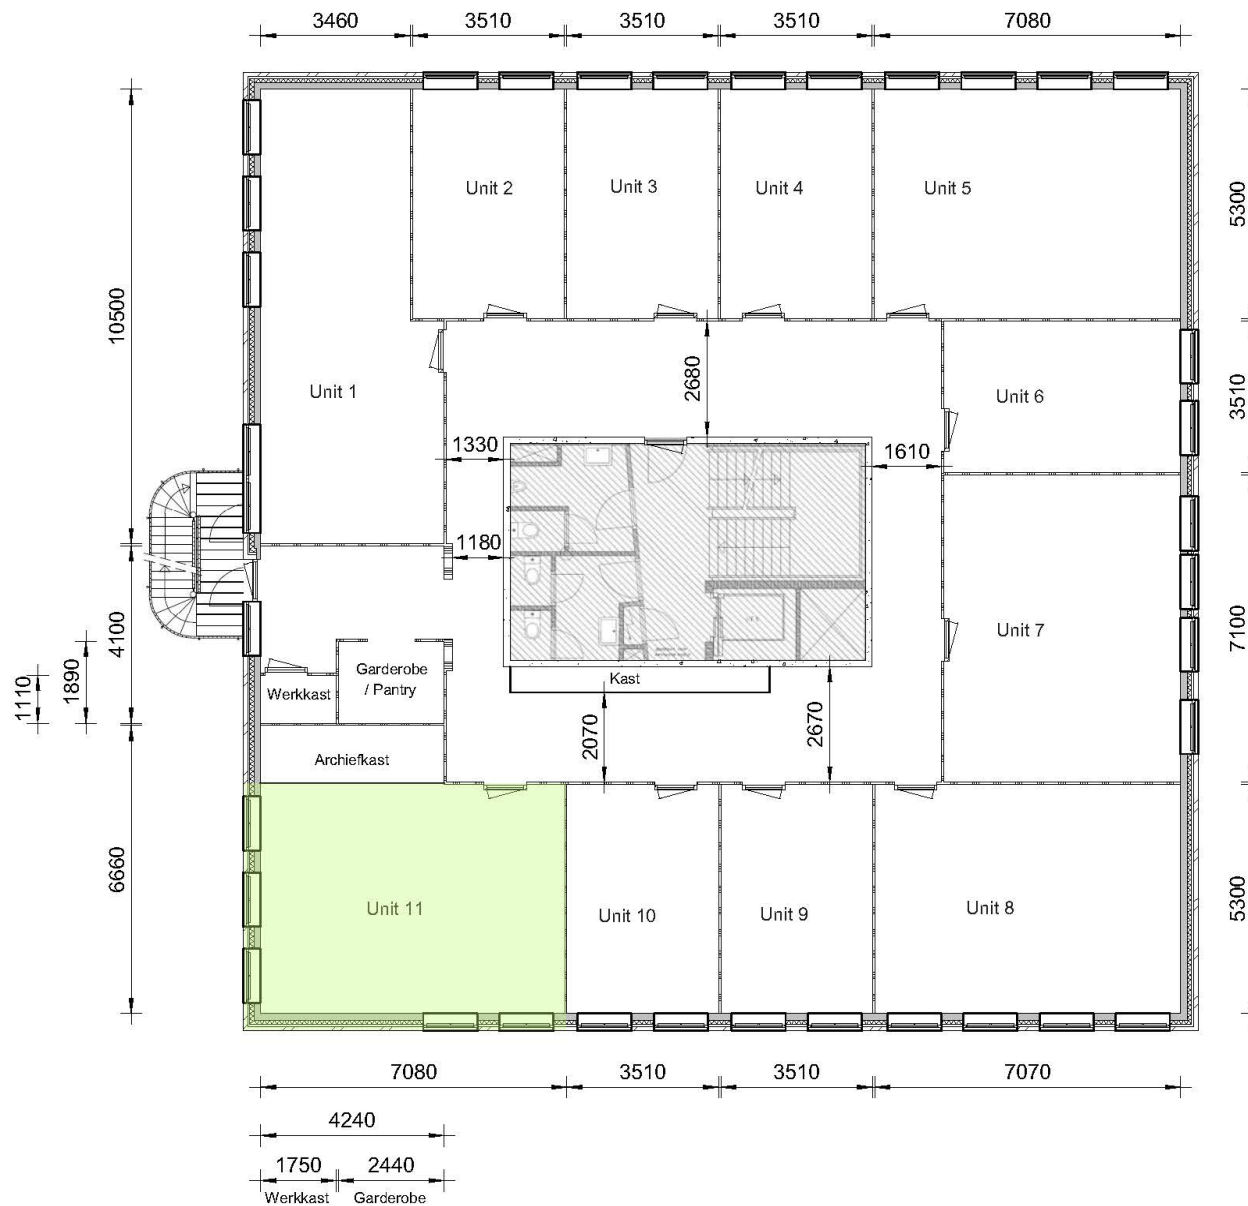 3460 3510 3510 3510 7080
Unit 2 Unit 3 Unit 4 Unit 5
5300
10500
Unit 1
2680
Unit 6
3510
1330 1610
1180
4100
1890
1110
Garderobe
/ Pantry
Werkkast
Kast
Unit 7
7100
2070
2670
Archiefkast
6660
Unit 11 Unit 10 Unit 9 Unit 8
5300
7080 3510 3510 7070
4240
1750 2440
Werkkast Garderobe